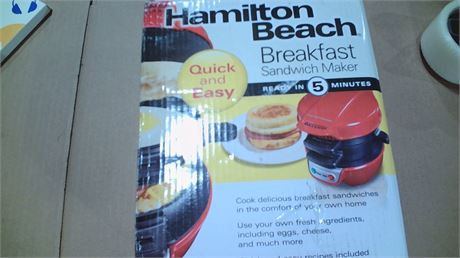 Hamilton
Beach
Breakfast
Sandwich Maker
Quick
and
Easy
READY IN 5 MINUTES
Cook delicious breakfast sandwiches
in the comfort of your own home
Use your own fresh ingredients,
including eggs, cheese,
and much more
easy recipes included